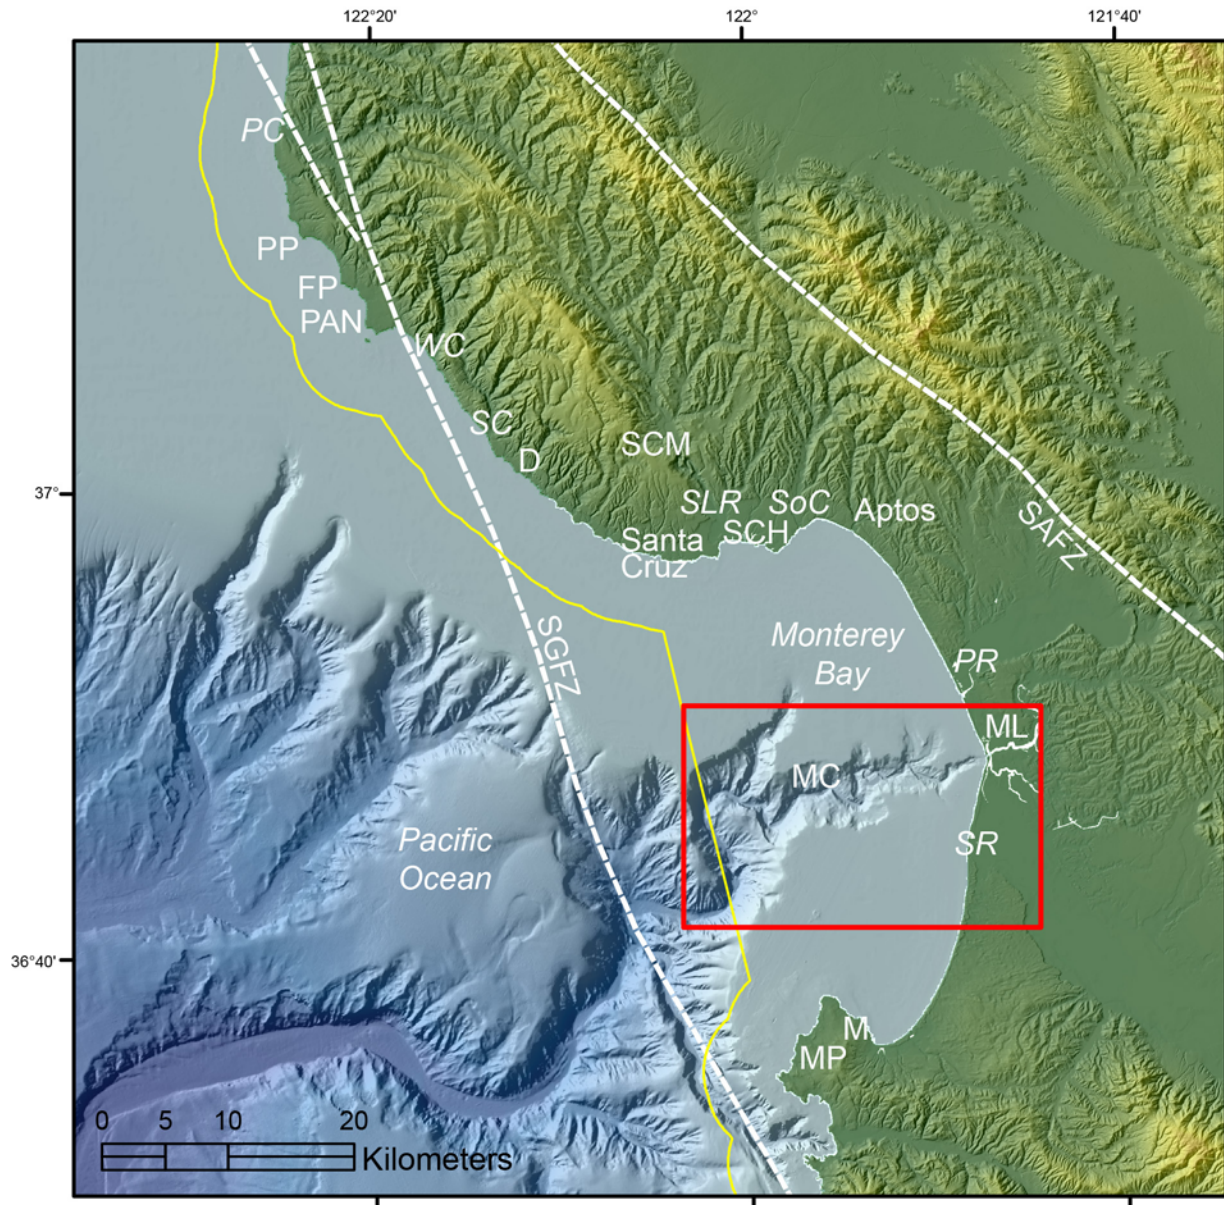 122°20'
122°
121°40'
PC
PP
FP
PAN
WC
SC
D
SCM
37°
SLR
SoC
Aptos
SCH
Santa
Cruz
SAFZ
SGFZ
Monterey
Bay
PR
ML
MC
Pacific
Ocean
SR
36°40'
M
MP
0 5 10 20
Kilometers